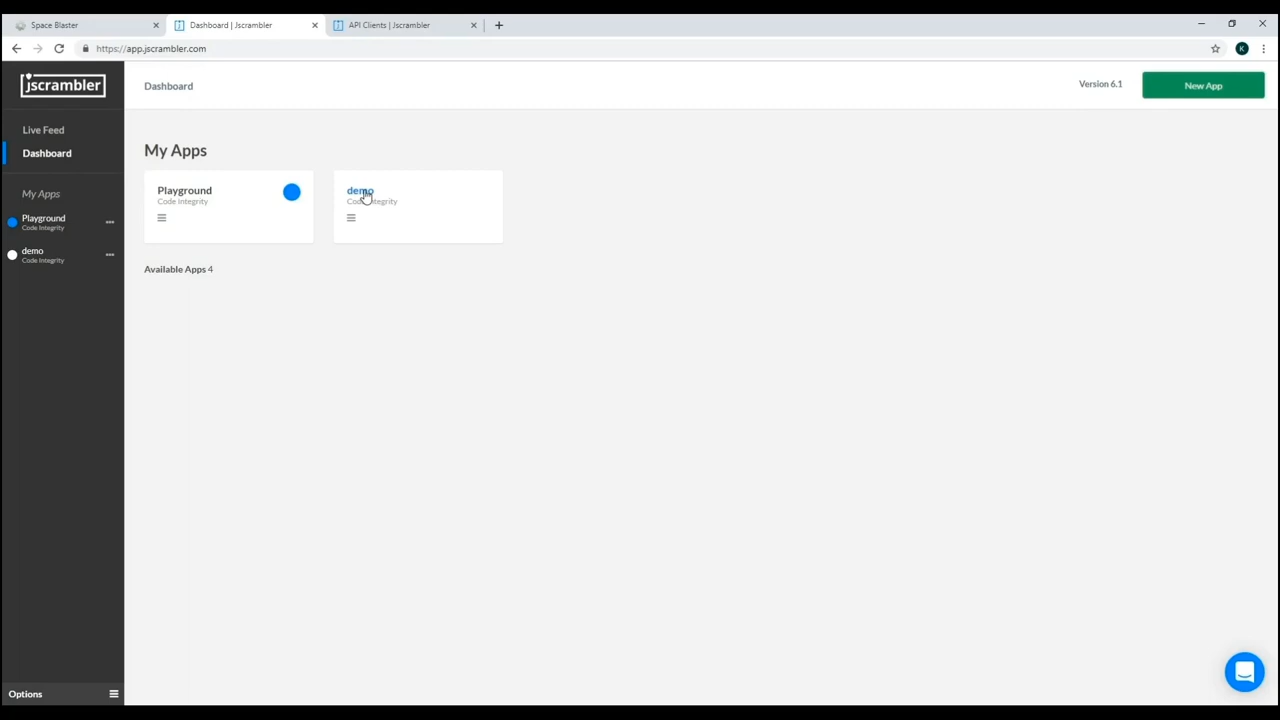 Space Blaster
Dashboard | Jscrambler
API Clients | Jscrambler
https://app.jscrambler.com
K
jscrambler
Dashboard
Version 6.1
New App
Live Feed
Dashboard
My Apps
Playground
Code Integrity
demo
Code Integrity
My Apps
Playground
Code Integrity
demo
Code Integrity
Available Apps 4
Options